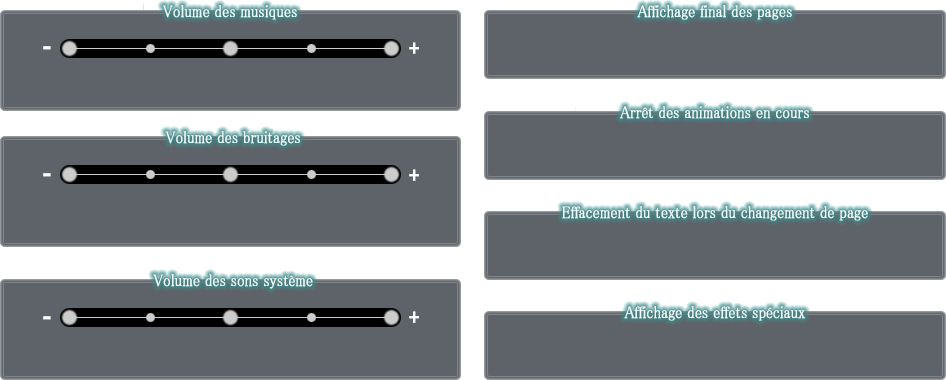 Volume des musiques
- +
Volume des bruitages
- +
Volume des sons système
- +
Affichage final des pages
Arrêt des animations en cours
Effacement du texte lors du changement de page
Affichage des effets spéciaux